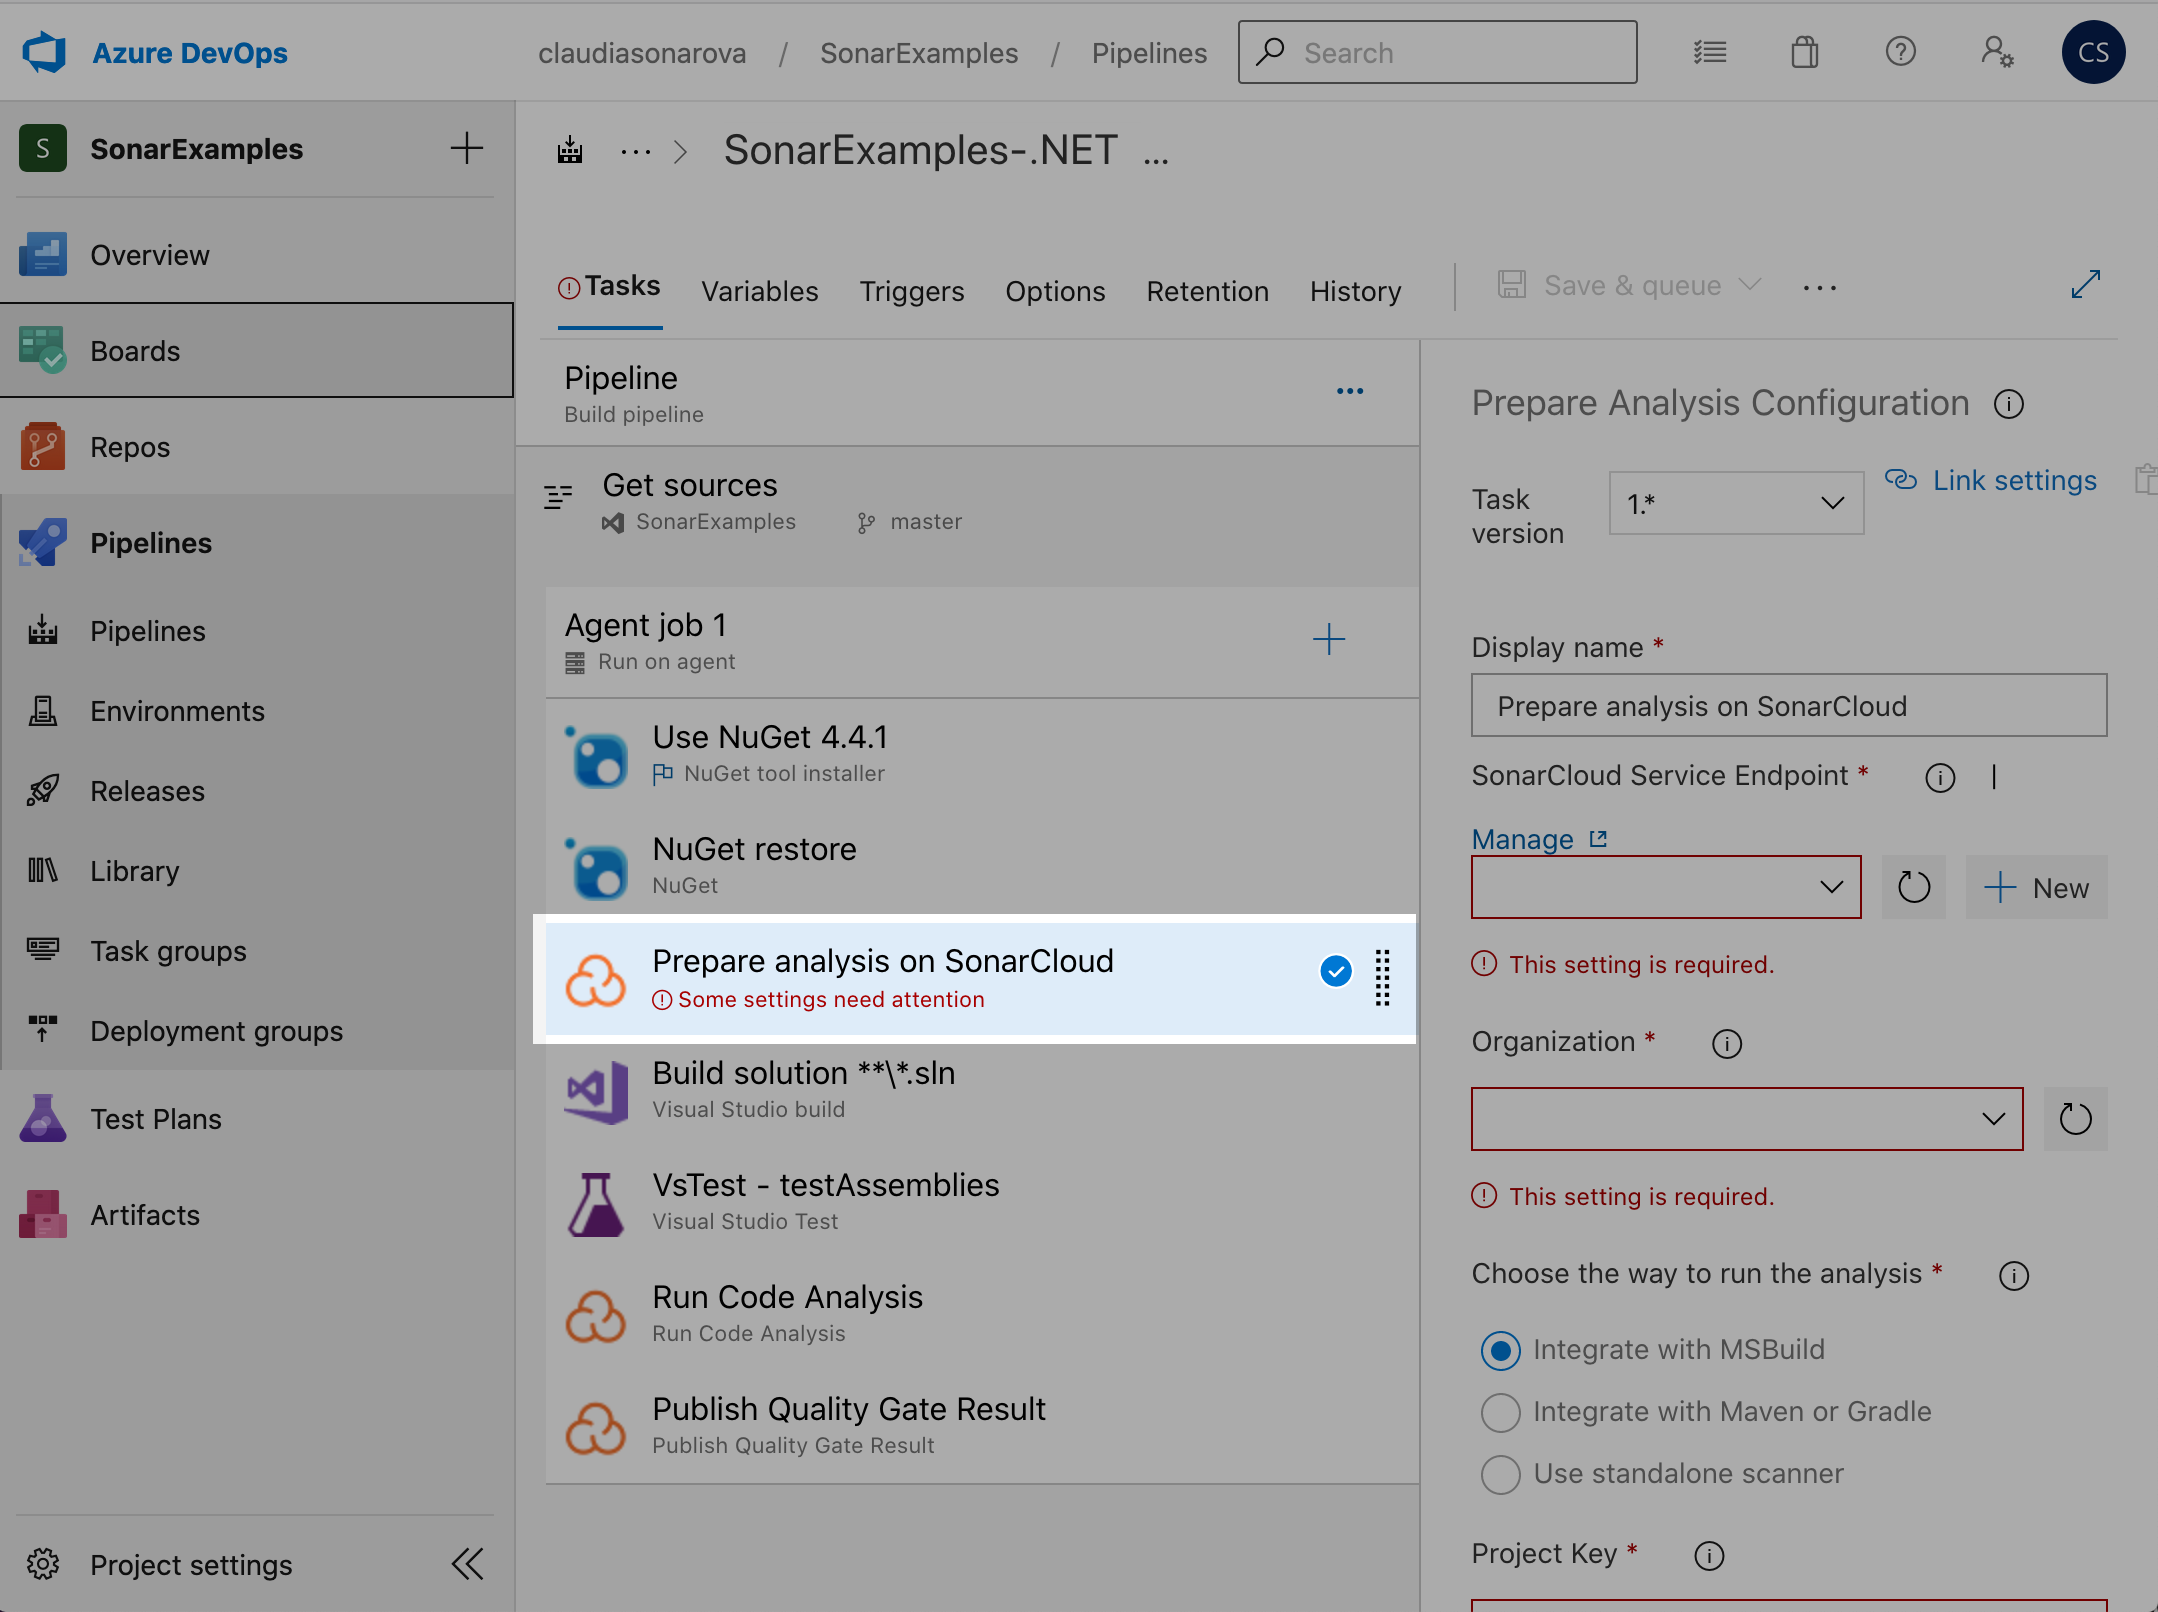 Azure DevOps
claudiasonarova / SonarExamples / Pipelines
Search
CS
S
SonarExamples
Overview
Boards
Repos
Pipelines
Pipelines
Environments
Releases
Library
Task groups
Deployment groups
Test Plans
Artifacts
Project settings
... > SonarExamples-.NET ...
Tasks
Variables
Triggers
Options
Retention
History
Save & queue
...
Pipeline
Build pipeline
...
Get sources
SonarExamples
master
Agent job 1
Run on agent
Use NuGet 4.4.1
NuGet tool installer
NuGet restore
NuGet
Prepare analysis on SonarCloud
Some settings need attention
Build solution **\*.sln
Visual Studio build
VsTest - testAssemblies
Visual Studio Test
Run Code Analysis
Run Code Analysis
Publish Quality Gate Result
Publish Quality Gate Result
Prepare Analysis Configuration
Task
version
1.*
Link settings
Display name *
Prepare analysis on SonarCloud
SonarCloud Service Endpoint * |
Manage
New
This setting is required.
Organization *
This setting is required.
Choose the way to run the analysis *
Integrate with MSBuild
Integrate with Maven or Gradle
Use standalone scanner
Project Key *